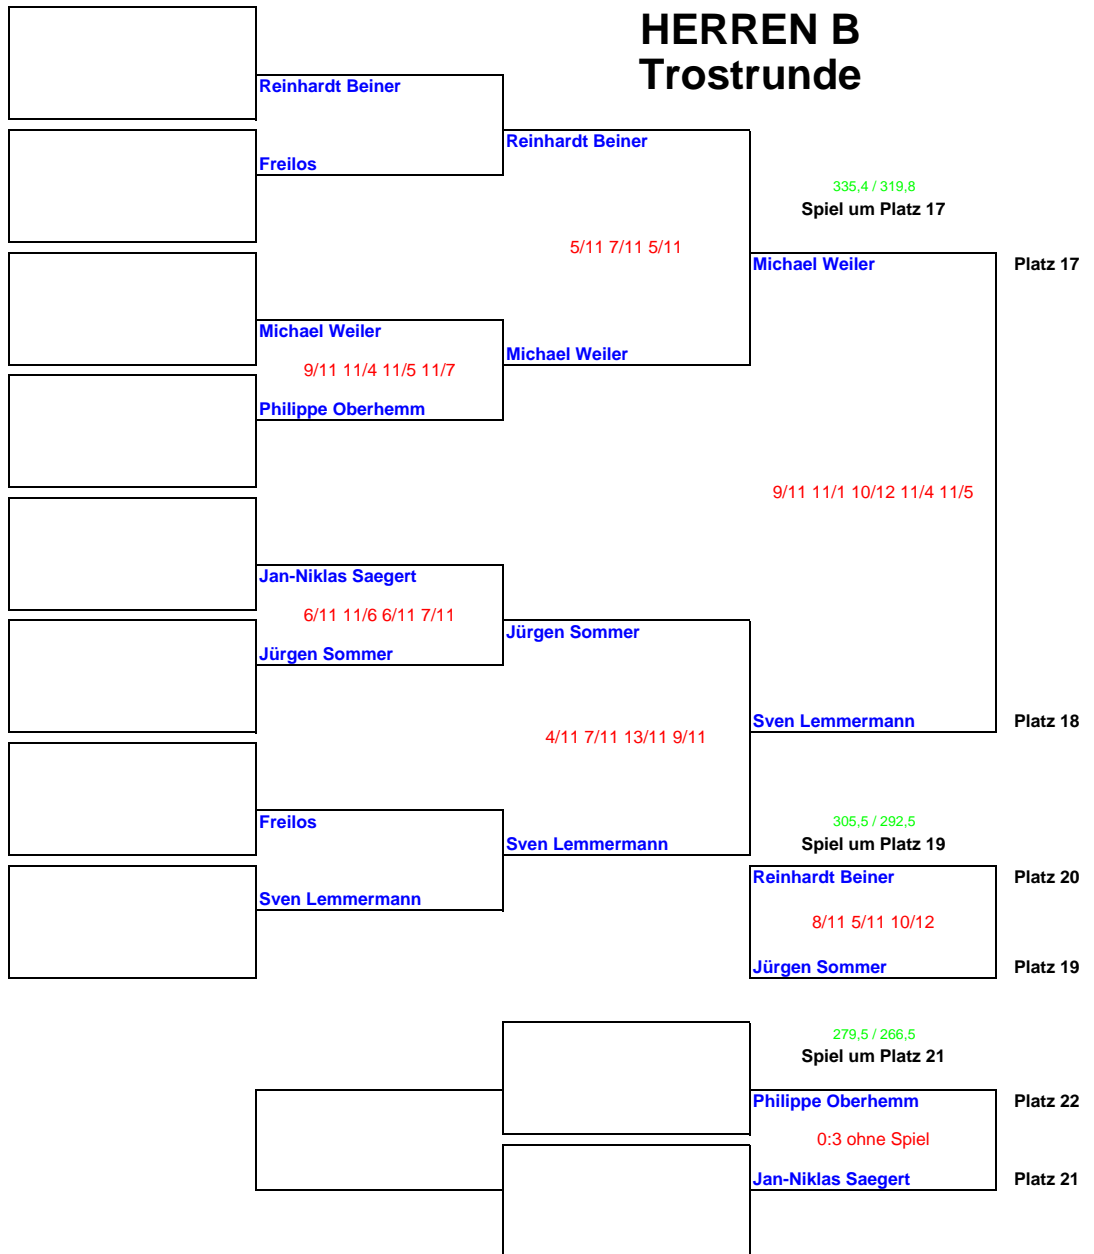 HERREN B
Trostrunde
Reinhardt Beiner
Reinhardt Beiner
Freilos
335,4 / 319,8
Spiel um Platz 17
5/11 7/11 5/11
Michael Weiler
Platz 17
Michael Weiler
Michael Weiler
9/11 11/4 11/5 11/7
Philippe Oberhemm
9/11 11/1 10/12 11/4 11/5
Jan-Niklas Saegert
6/11 11/6 6/11 7/11
Jürgen Sommer
Jürgen Sommer
Sven Lemmermann
Platz 18
4/11 7/11 13/11 9/11
Freilos
305,5 / 292,5
Sven Lemmermann
Spiel um Platz 19
Reinhardt Beiner
Platz 20
Sven Lemmermann
8/11 5/11 10/12
Jürgen Sommer
Platz 19
279,5 / 266,5
Spiel um Platz 21
Philippe Oberhemm
Platz 22
0:3 ohne Spiel
Jan-Niklas Saegert
Platz 21